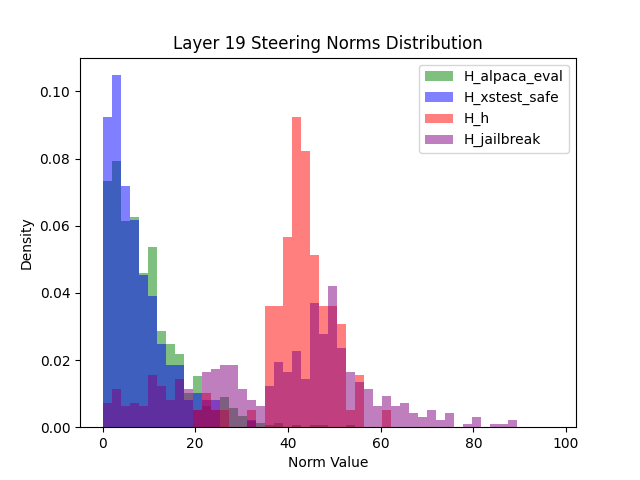 Layer 19 Steering Norms Distribution
H_alpaca_eval
H_xstest_safe
H_h
H_jailbreak
Density
0.10
0.08
0.06
0.04
0.02
0.00
0
20
40
60
80
100
Norm Value